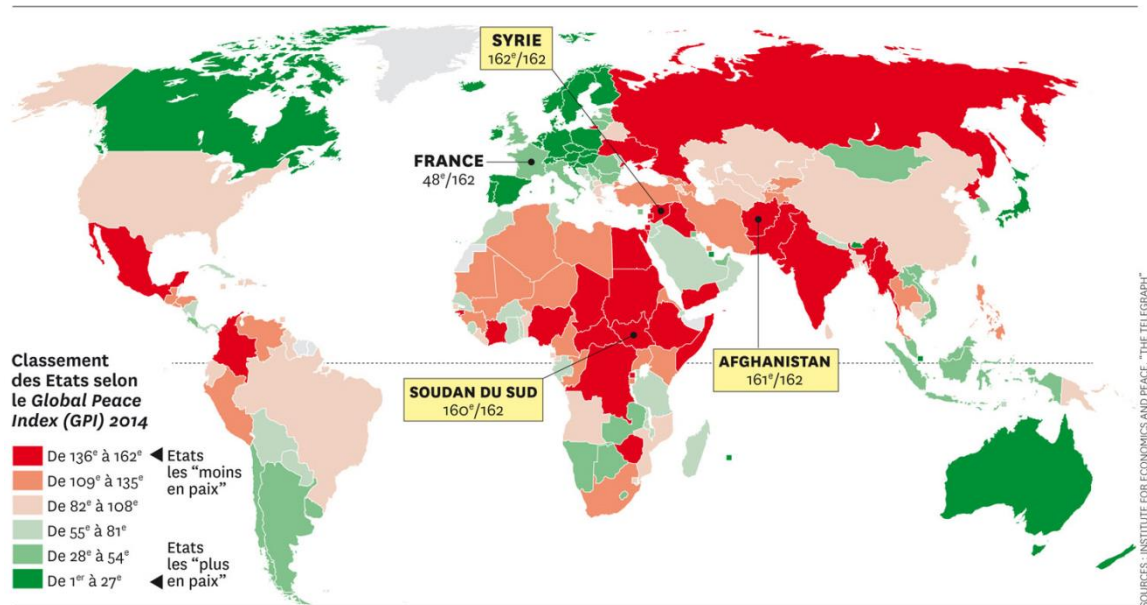 SYRIE
162ᵉ/162
FRANCE
48ᵉ/162
AFGHANISTAN
161ᵉ/162
SOUDAN DU SUD
160ᵉ/162
Classement
des Etats selon
le Global Peace
Index (GPI) 2014
De 136ᵉ à 162ᵉ
Etats
les "moins
en paix"
De 109ᵉ à 135ᵉ
De 82ᵉ à 108ᵉ
De 55ᵉ à 81ᵉ
De 28ᵉ à 54ᵉ
De 1ᵉʳ à 27ᵉ
Etats
les "plus
en paix"
SOURCES : INSTITUTE FOR ECONOMICS AND PEACE, "THE TELEGRAPH"